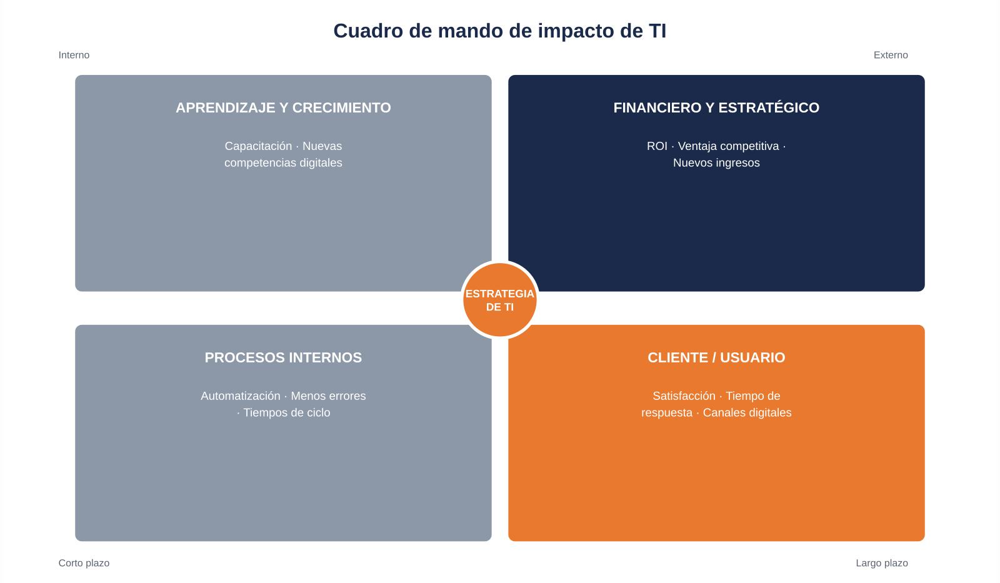 Cuadro de mando de impacto de TI
Interno
Externo
APRENDIZAJE Y CRECIMIENTO
Capacitación · Nuevas
competencias digitales
FINANCIERO Y ESTRATÉGICO
ROI · Ventaja competitiva ·
Nuevos ingresos
ESTRATEGIA
DE TI
PROCESOS INTERNOS
Automatización · Menos errores
· Tiempos de ciclo
CLIENTE / USUARIO
Satisfacción · Tiempo de
respuesta · Canales digitales
Corto plazo
Largo plazo